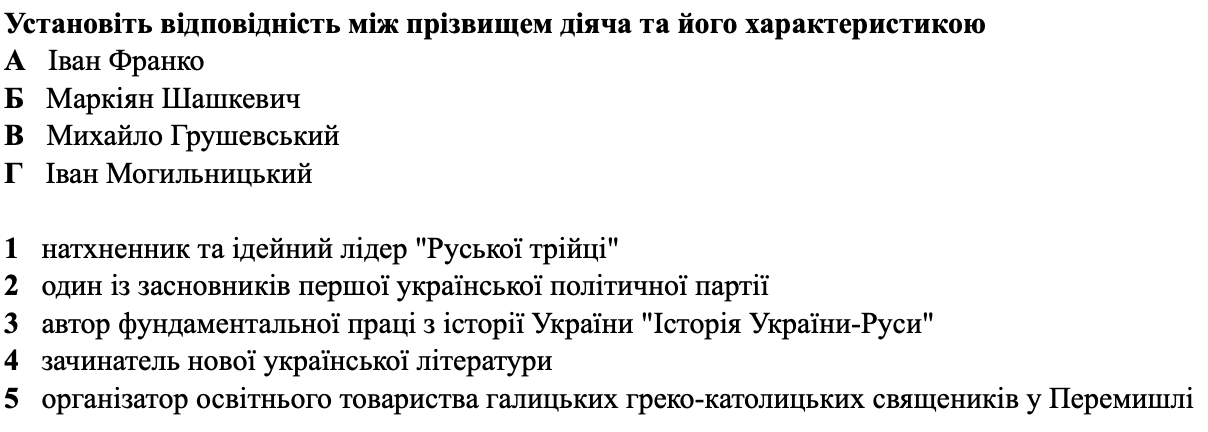 Установіть відповідність між прізвищем діяча та його характеристикою
А Іван Франко
Б Маркіян Шашкевич
В Михайло Грушевський
Г Іван Могильницький
1 натхненник та ідейний лідер "Руської трійці"
2 один із засновників першої української політичної партії
3 автор фундаментальної праці з історії України "Історія України-Руси"
4 зачинатель нової української літератури
5 організатор освітнього товариства галицьких греко-католицьких священиків у Перемишлі